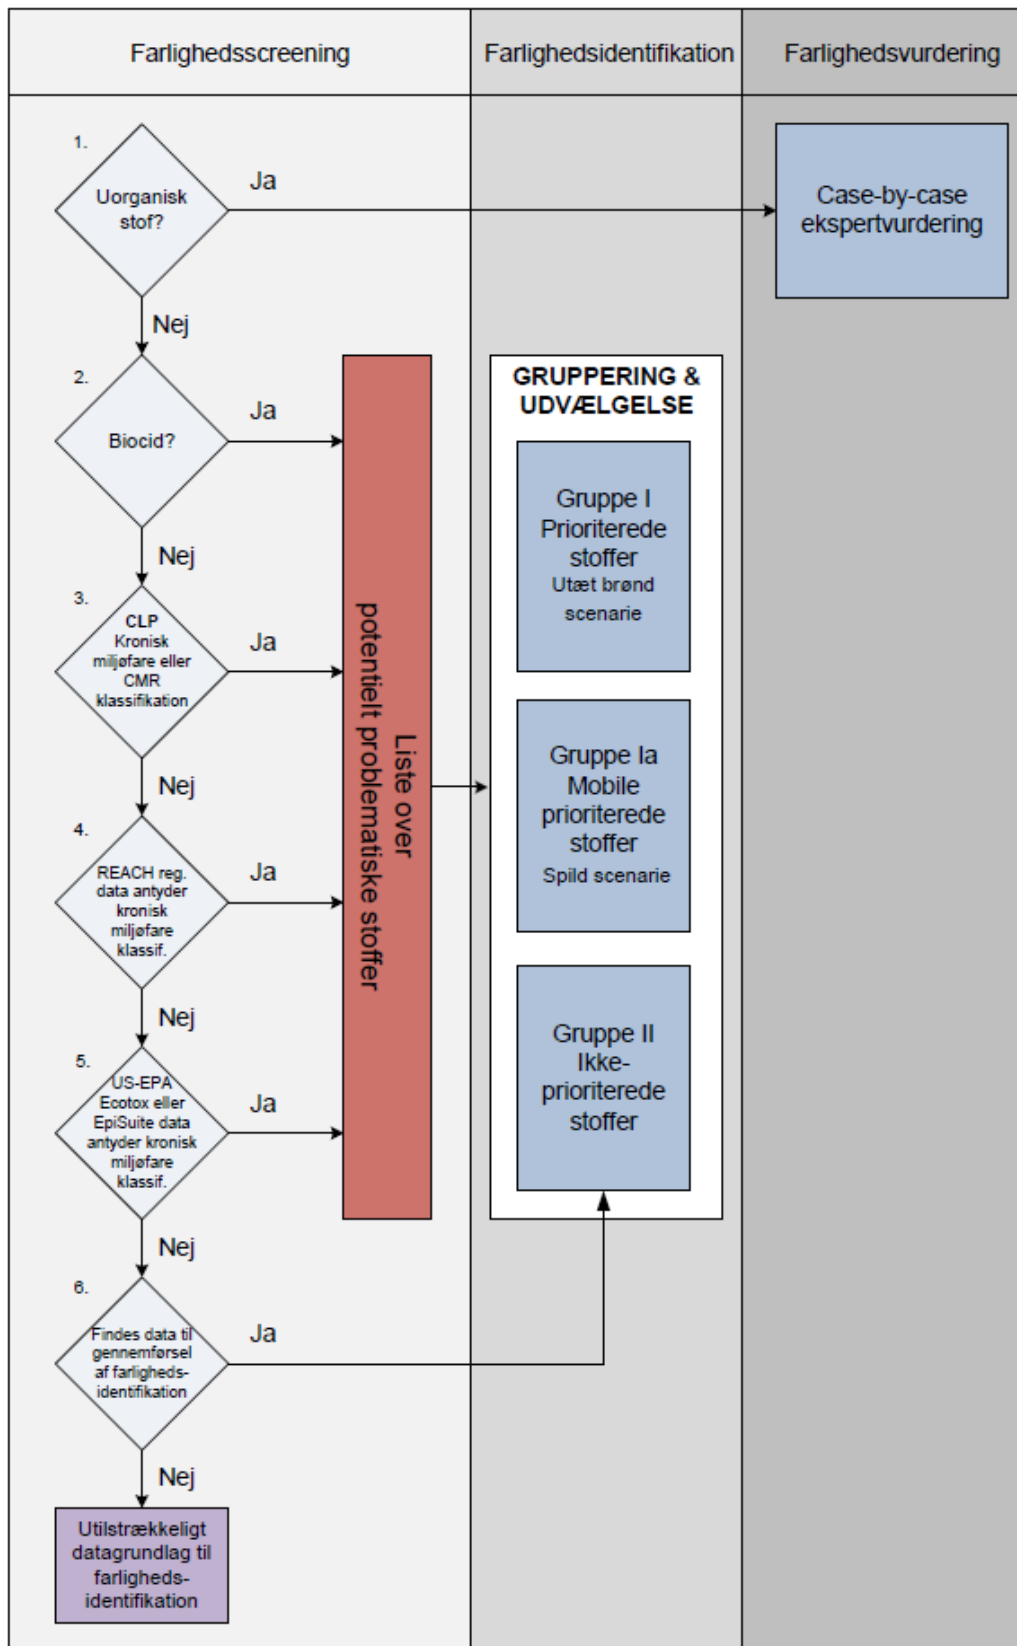 Farlighedsscreening
Farlighedsidentifikation
Farlighedsvurdering
1.
Uorganisk
stof?
Ja
Case-by-case
ekspertvurdering
Nej
2.
Biocid?
Ja
Nej
3.
CLP
Kronisk
miljøfare eller
CMR
klassifikation
Ja
Nej
4.
REACH reg.
data antyder
kronisk
miljøfare
klassif.
Ja
Nej
5.
US-EPA
Ecotox eller
EpiSuite data
antyder kronisk
miljøfare
klassif.
Ja
Nej
6.
Findes data til
gennemførsel
af farligheds-
identifikation
Ja
Nej
Utilstrækkeligt
datagrundlag til
farligheds-
identifikation
Liste over
potentielt problematiske stoffer
GRUPPERING &
UDVÆLGELSE
Gruppe I
Prioriterede
stoffer
Utæt brønd
scenarie
Gruppe Ia
Mobile
prioriterede
stoffer
Spild scenarie
Gruppe II
Ikke-
prioriterede
stoffer